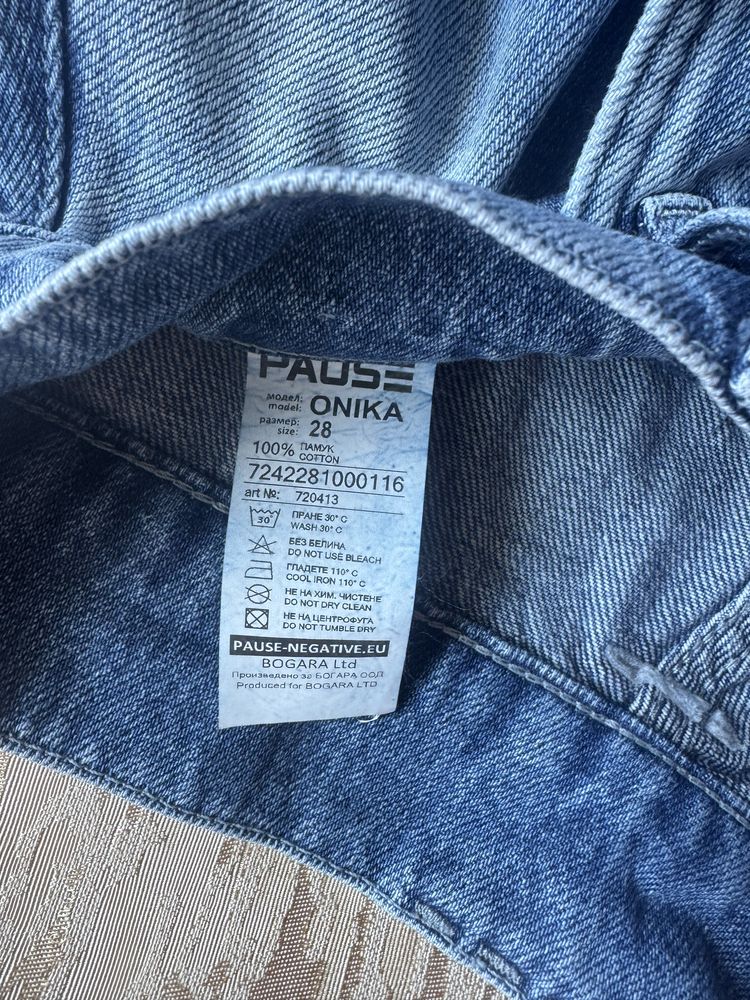 PAUSE
модел:
model: ONIKA
размер:
size: 28
100% ПАМУК
COTTON
7242281000116
art №: 720413
30°
ПРАНЕ 30° C
WASH 30° C
БЕЗ БЕЛИНА
DO NOT USE BLEACH
ГЛАДЕТЕ 110° C
COOL IRON 110° C
НЕ НА ХИМ. ЧИСТЕНЕ
DO NOT DRY CLEAN
НЕ НА ЦЕНТРОФУГА
DO NOT TUMBLE DRY
PAUSE-NEGATIVE.EU
BOGARA Ltd
Произведено за БОГАРА ООД
Produced for BOGARA LTD